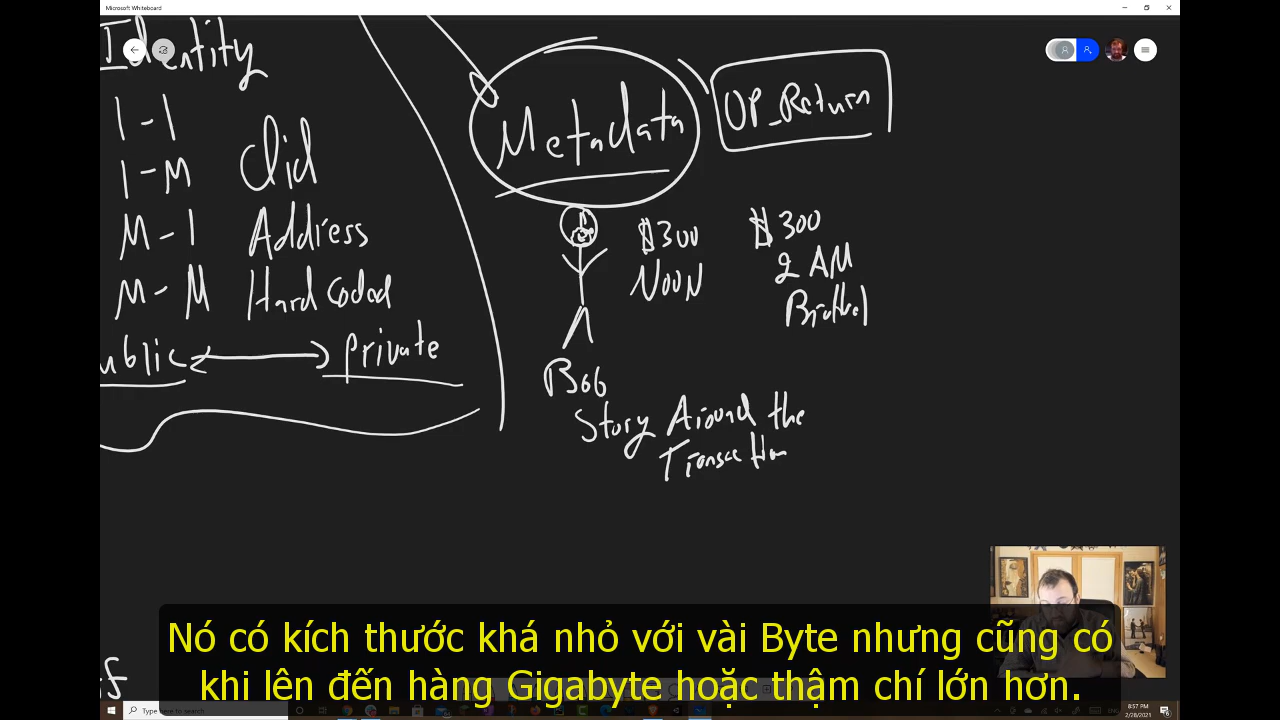 Microsoft Whiteboard
Identity
1-1
1-M Did
M-1 Address
M-M Hard coded
ublic private
Metadata
OP_Return
$300
NOON
$300
2 AM
Brothel
Bob
Story Around the
Transaction
Nó có kích thước khá nhỏ với vài Byte nhưng cũng có
khi lên đến hàng Gigabyte hoặc thậm chí lớn hơn.
Type here to search
8:57 PM
2/28/2021